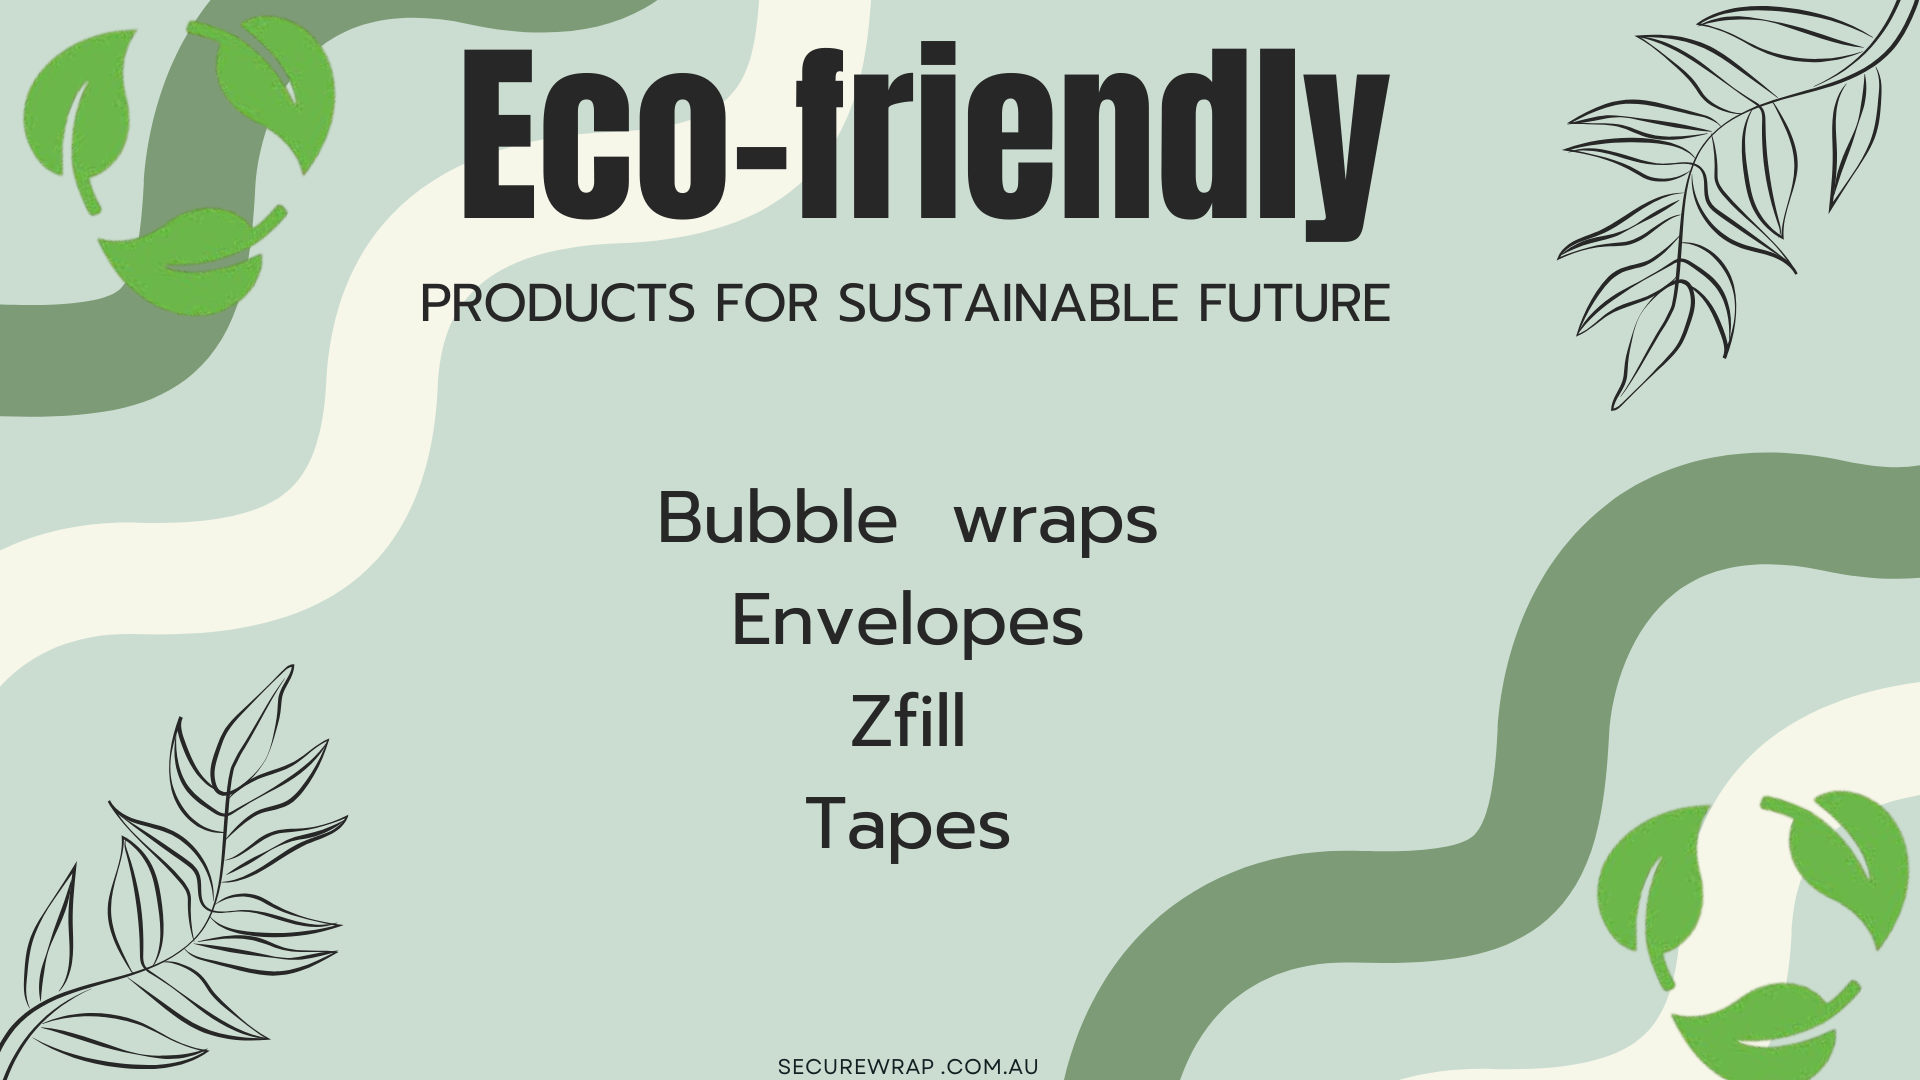 Eco-friendly
PRODUCTS FOR SUSTAINABLE FUTURE
Bubble wraps
Envelopes
Zfill
Tapes
SECUREWRAP .COM.AU